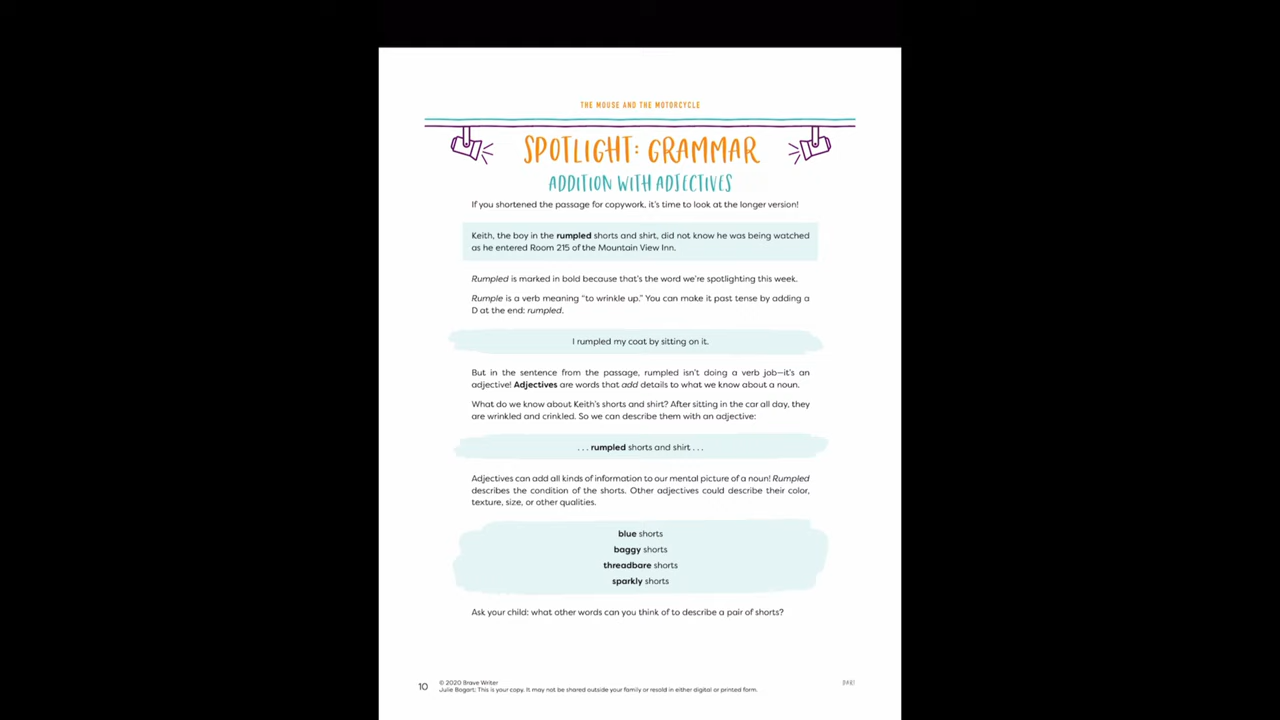 THE MOUSE AND THE MOTORCYCLE
SPOTLIGHT: GRAMMAR
ADDITION WITH ADJECTIVES
If you shortened the passage for copywork, it's time to look at the longer version!
Keith, the boy in the rumpled shorts and shirt, did not know he was being watched
as he entered Room 215 of the Mountain View Inn.
Rumpled is marked in bold because that's the word we're spotlighting this week.
Rumple is a verb meaning "to wrinkle up." You can make it past tense by adding a
D at the end: rumpled.
I rumpled my coat by sitting on it.
But in the sentence from the passage, rumpled isn't doing a verb job—it's an
adjective! Adjectives are words that add details to what we know about a noun.
What do we know about Keith's shorts and shirt? After sitting in the car all day, they
are wrinkled and crinkled. So we can describe them with an adjective:
. . . rumpled shorts and shirt . . .
Adjectives can add all kinds of information to our mental picture of a noun! Rumpled
describes the condition of the shorts. Other adjectives could describe their color,
texture, size, or other qualities.
blue shorts
baggy shorts
threadbare shorts
sparkly shorts
Ask your child: what other words can you think of to describe a pair of shorts?
10
© 2020 Brave Writer
Julie Bogart: This is your copy. It may not be shared outside your family or resold in either digital or printed form.